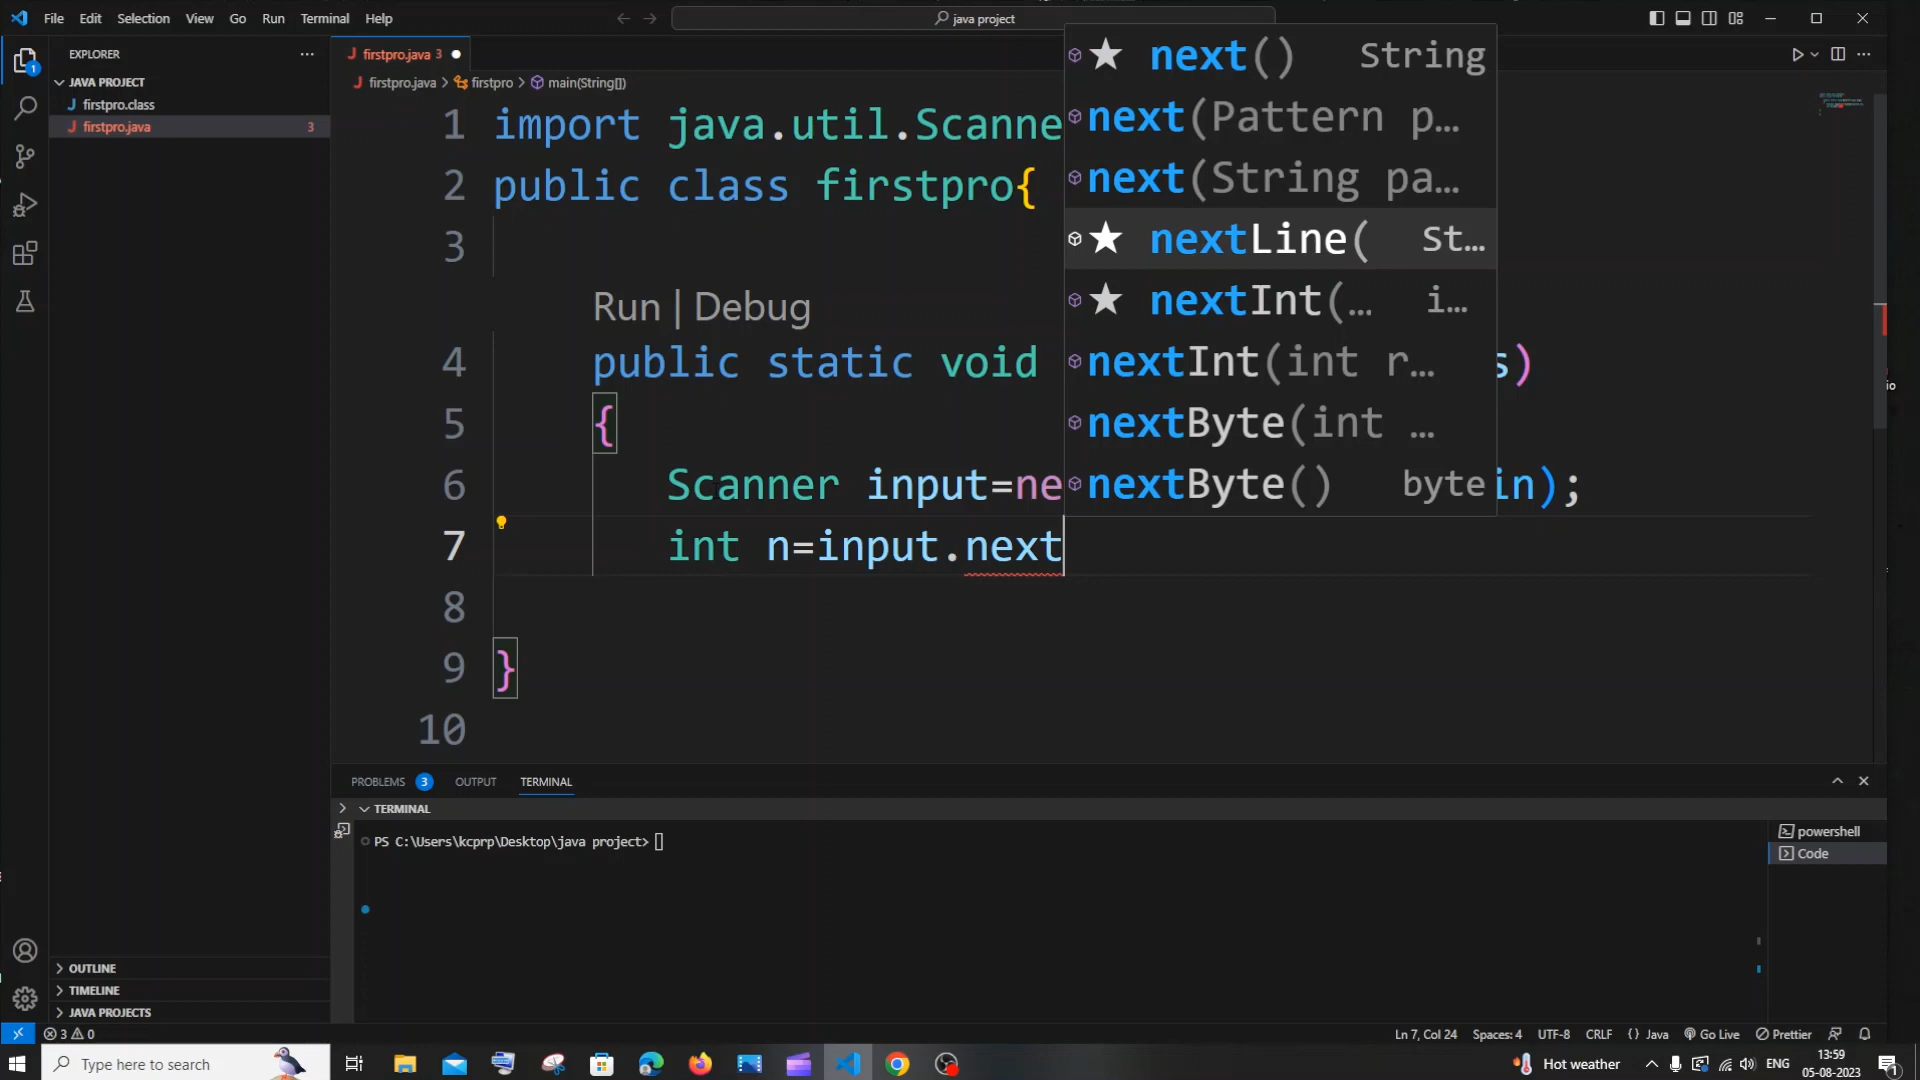 File Edit Selection View Go Run Terminal Help
java project
EXPLORER
JAVA PROJECT
firstpro.class
firstpro.java 3
firstpro.java 3
firstpro.java > firstpro > main(String[])
1 import java.util.Scanne
2 public class firstpro{
3
Run | Debug
4 public static void s)
5 {
6 Scanner input=ne in);
7 int n=input.next
8
9 }
10
next() String
next(Pattern p…
next(String pa…
nextLine( St…
nextInt(… i…
nextInt(int r…
nextByte(int …
nextByte() byte
PROBLEMS 3 OUTPUT TERMINAL
TERMINAL
PS C:\Users\kcprp\Desktop\java project>
powershell
Code
OUTLINE
TIMELINE
JAVA PROJECTS
3 0
Ln 7, Col 24 Spaces: 4 UTF-8 CRLF {} Java Go Live Prettier
Type here to search
Hot weather
ENG
13:59
05-08-2023
1